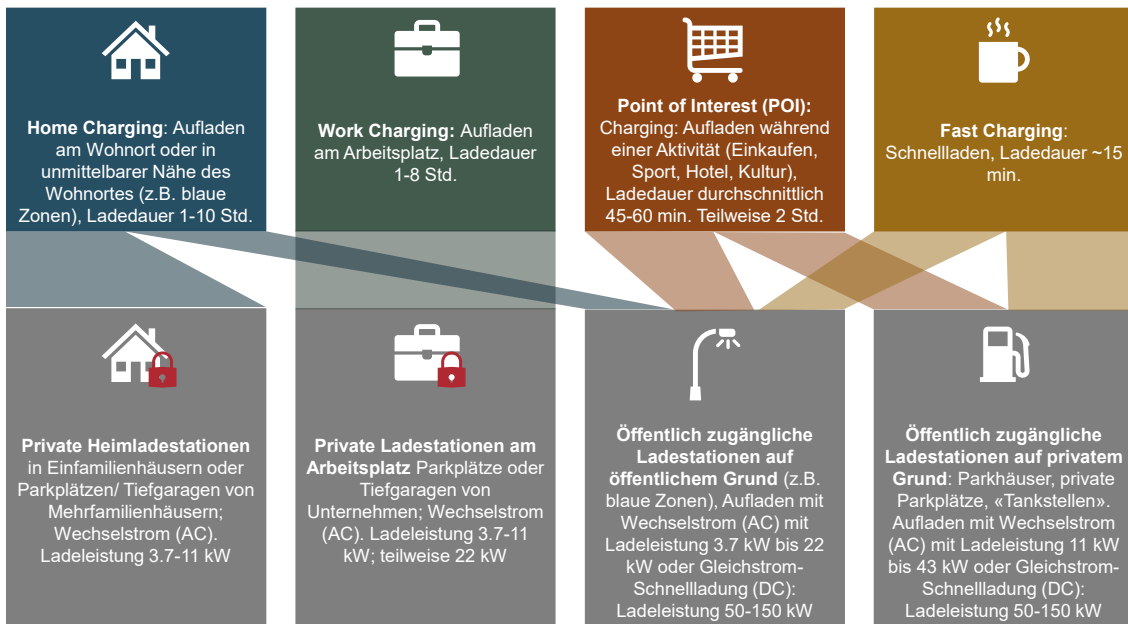 Home Charging: Aufladen
am Wohnort oder in
unmittelbarer Nähe des
Wohnortes (z.B. blaue
Zonen), Ladedauer 1-10 Std.
Work Charging: Aufladen
am Arbeitsplatz, Ladedauer
1-8 Std.
Point of Interest (POI):
Charging: Aufladen während
einer Aktivität (Einkaufen,
Sport, Hotel, Kultur),
Ladedauer durchschnittlich
45-60 min. Teilweise 2 Std.
Fast Charging:
Schnellladen, Ladedauer ~15
min.
Private Heimladestationen
in Einfamilienhäusern oder
Parkplätzen/ Tiefgaragen von
Mehrfamilienhäusern;
Wechselstrom (AC).
Ladeleistung 3.7-11 kW
Private Ladestationen am
Arbeitsplatz Parkplätze oder
Tiefgaragen von
Unternehmen; Wechselstrom
(AC). Ladeleistung 3.7-11
kW; teilweise 22 kW
Öffentlich zugängliche
Ladestationen auf
öffentlichem Grund (z.B.
blaue Zonen), Aufladen mit
Wechselstrom (AC) mit
Ladeleistung 3.7 kW bis 22
kW oder Gleichstrom-
Schnellladung (DC):
Ladeleistung 50-150 kW
Öffentlich zugängliche
Ladestationen auf privatem
Grund: Parkhäuser, private
Parkplätze, «Tankstellen».
Aufladen mit Wechselstrom
(AC) mit Ladeleistung 11 kW
bis 43 kW oder Gleichstrom-
Schnellladung (DC):
Ladeleistung 50-150 kW